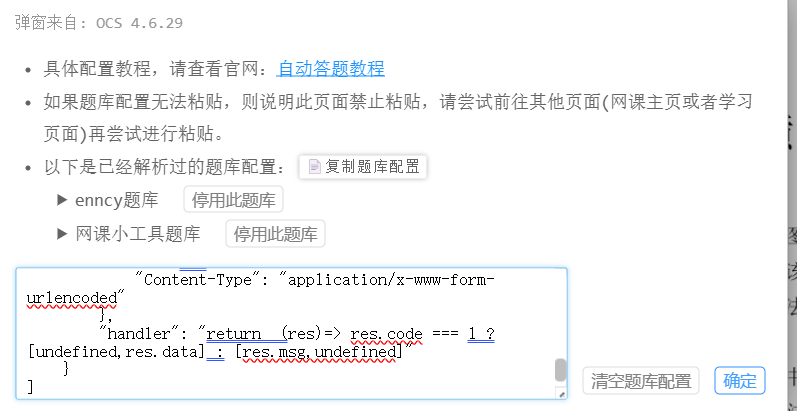 弹窗来自: OCS 4.6.29
具体配置教程，请查看官网：自动答题教程
如果题库配置无法粘贴，则说明此页面禁止粘贴，请尝试前往其他页面(网课主页或者学习
页面)再尝试进行粘贴。
以下是已经解析过的题库配置： 复制题库配置
enncy题库 停用此题库
网课小工具题库 停用此题库
"Content-Type": "application/x-www-form-
urlencoded"
},
"handler": "return  (res)=> res.code === 1 ?
[undefined,res.data] : [res.msg,undefined]"
}
]
清空题库配置 确定